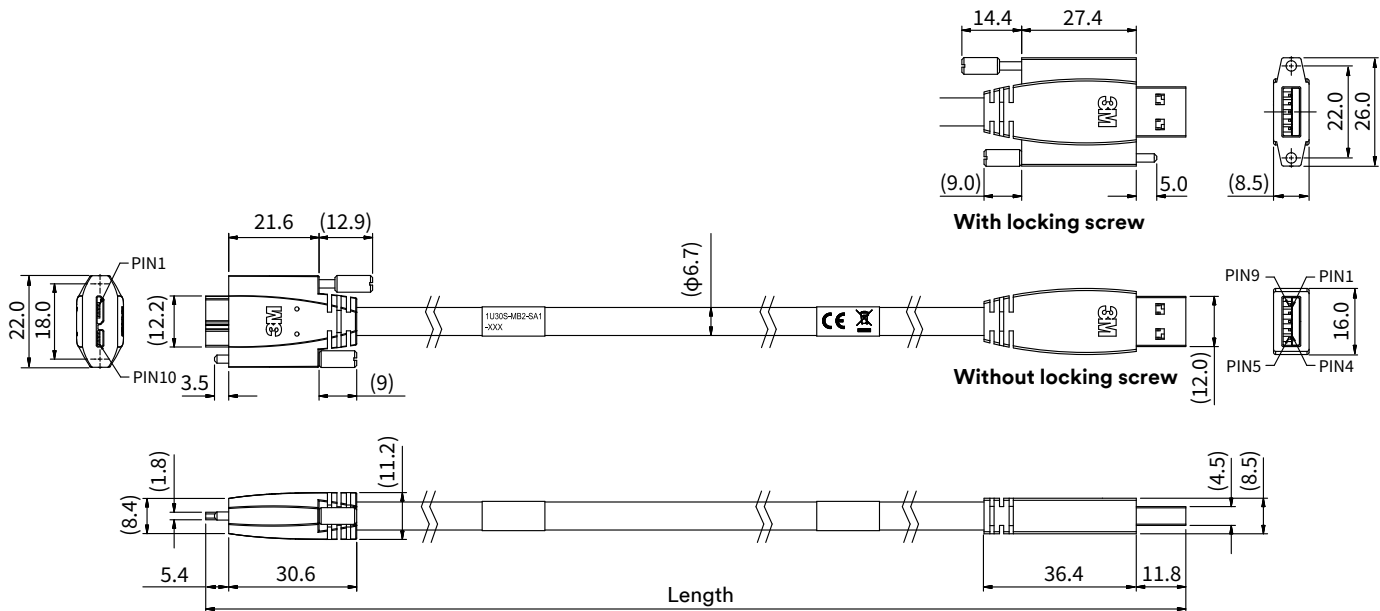 14.4
27.4
3M
22.0
26.0
(9.0)
5.0
(8.5)
With locking screw
21.6
(12.9)
PIN1
22.0
18.0
(12.2)
3M
PIN10
3.5
(9)
1U30S-MB2-SA1
-XXX
(ϕ6.7)
CE
3M
Without locking screw
(12.0)
PIN9
PIN1
16.0
PIN5
PIN4
(1.8)
(8.4)
(11.2)
(4.5)
(8.5)
5.4
30.6
36.4
11.8
Length